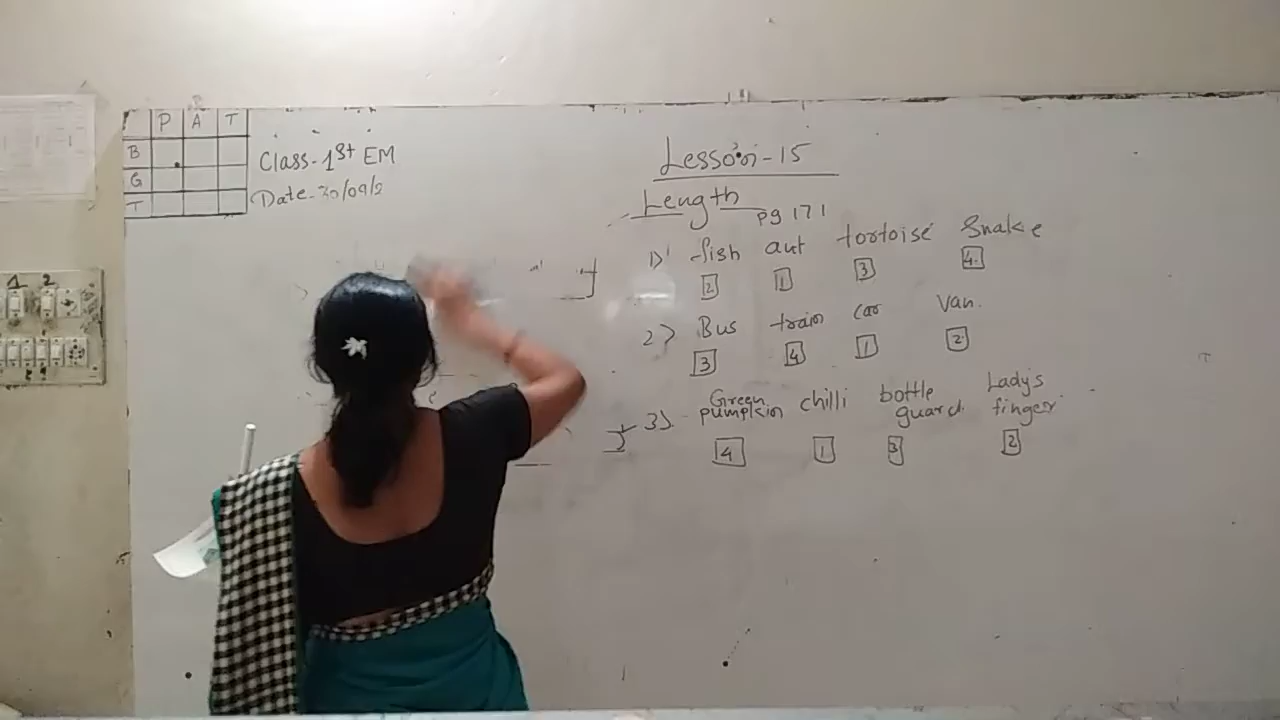 P A T
B
G
T
Class-1st EM
Date-30/09/2
Lesson-15
Length
pg 171
1) fish ant tortoise Snake
2 1 3 4
2) Bus train car Van.
3 4 1 2
3) Green pumpkin chilli bottle guard Lady's finger
4 1 3 2
1 2